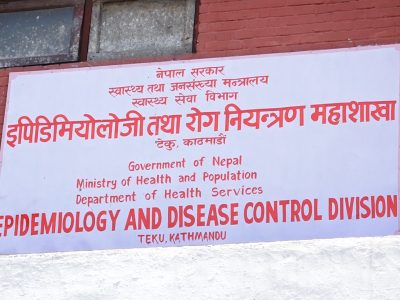 नेपाल सरकार
स्वास्थ्य तथा जनसंख्या मन्त्रालय
स्वास्थ्य सेवा विभाग
इपिडिमियोलोजी तथा रोग नियन्त्रण महाशाखा
टेकु, काठमाडौं
Government of Nepal
Ministry of Health and Population
Department of Health Services
EPIDEMIOLOGY AND DISEASE CONTROL DIVISION
TEKU, KATHMANDU